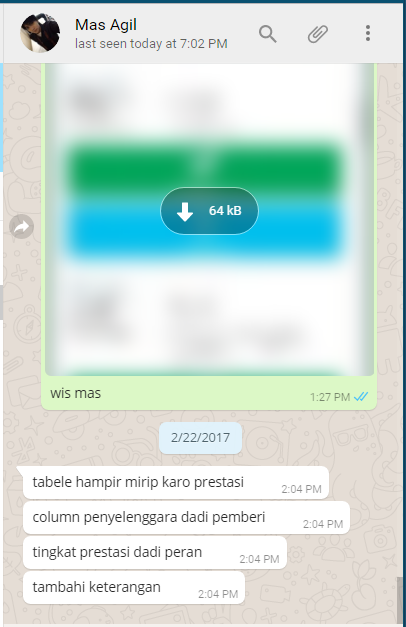 Mas Agil
last seen today at 7:02 PM
64 kB
wis mas
1:27 PM
2/22/2017
tabele hampir mirip karo prestasi
2:04 PM
column penyelenggara dadi pemberi
2:04 PM
tingkat prestasi dadi peran
2:04 PM
tambahi keterangan
2:04 PM